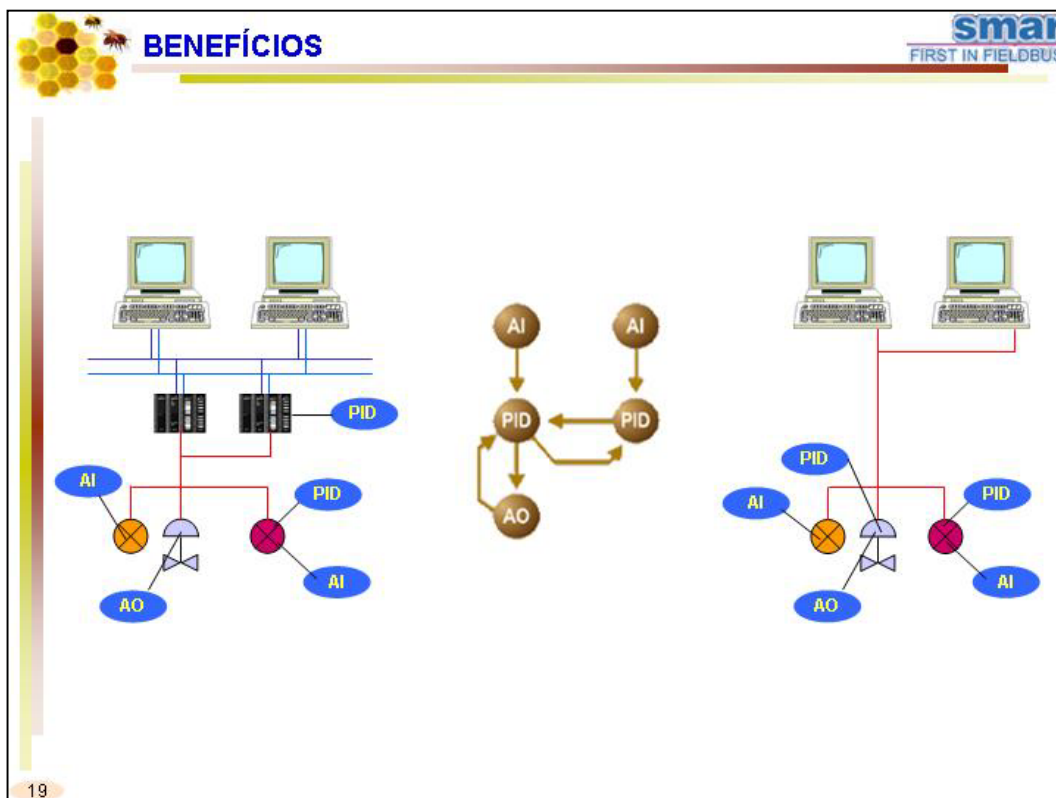 BENEFÍCIOS
smar
FIRST IN FIELDBUS
AI
AI
PID
PID
AO
PID
AI
PID
AI
AO
PID
AI
PID
AI
AO
19